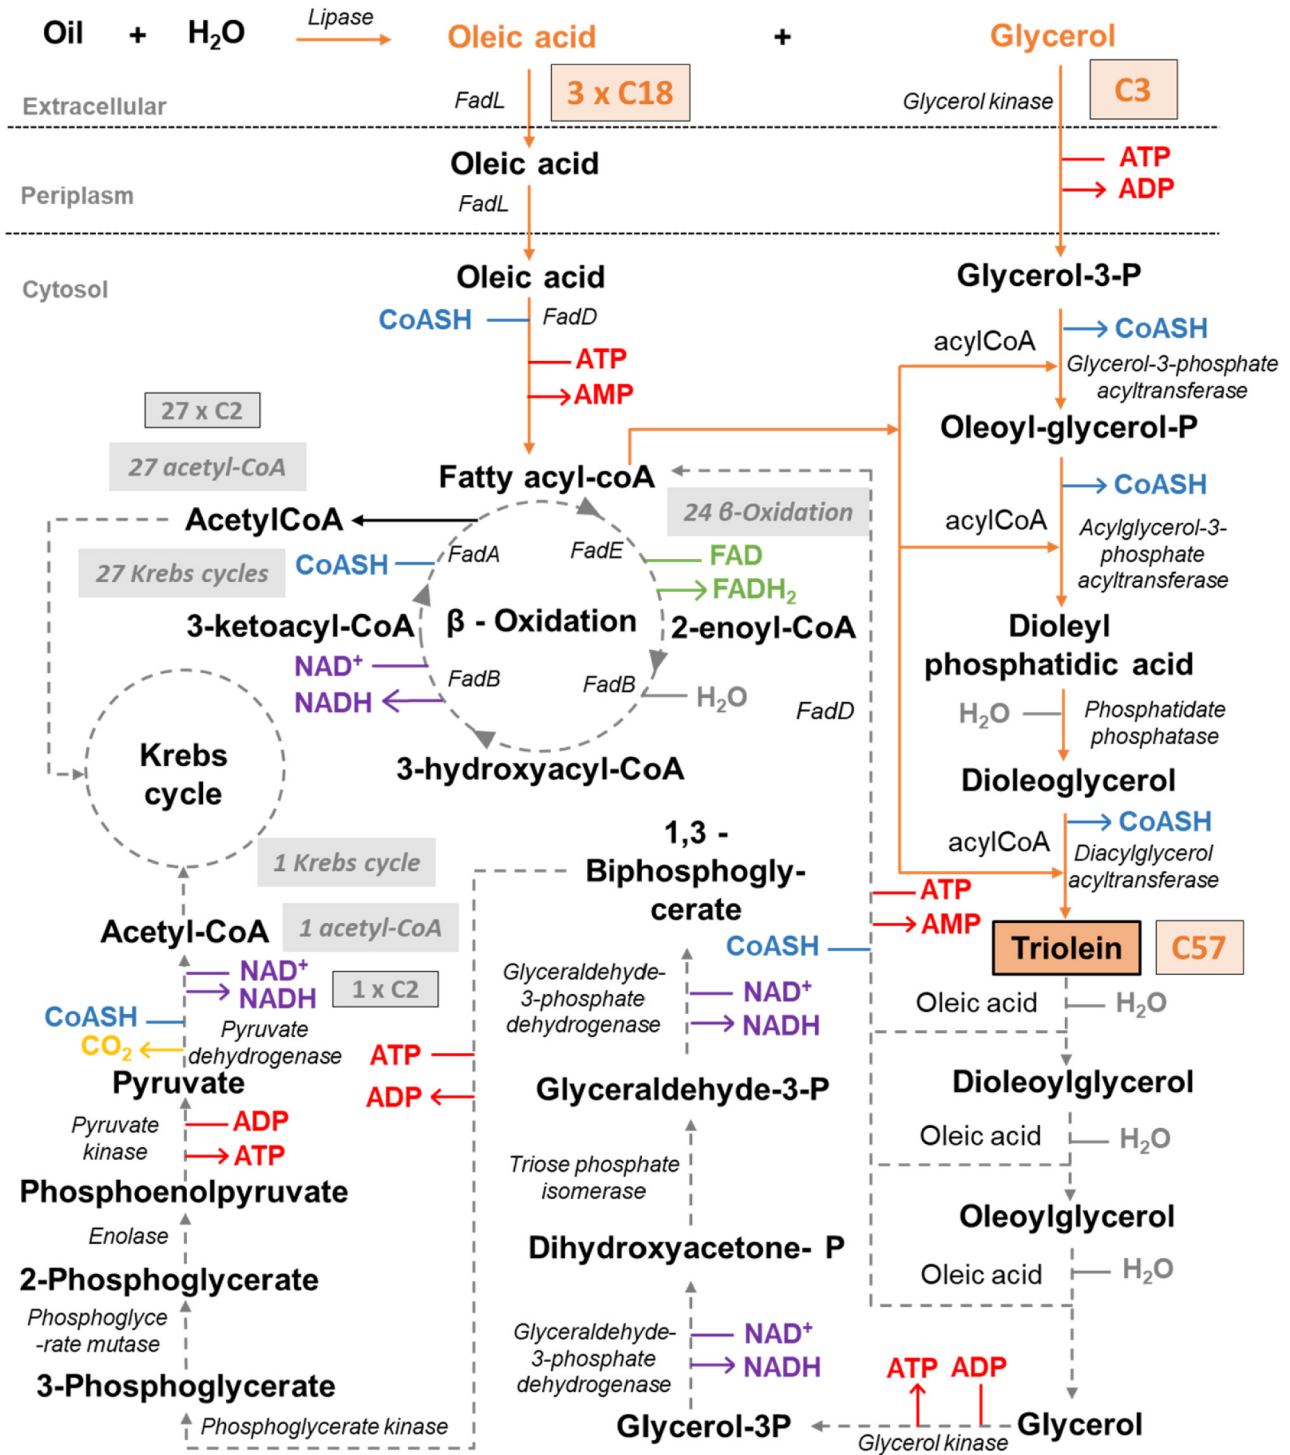 Oil + H₂O
Lipase
Oleic acid
+
Glycerol
3 x C18
C3
FadL
Glycerol kinase
Extracellular
Oleic acid
ATP
ADP
Periplasm
FadL
Oleic acid
Glycerol-3-P
Cytosol
CoASH
FadD
ATP
AMP
acylCoA
CoASH
Glycerol-3-phosphate
acyltransferase
27 x C2
27 acetyl-CoA
Oleoyl-glycerol-P
Fatty acyl-coA
CoASH
24 β-Oxidation
AcetylCoA
acylCoA
Acylglycerol-3-
phosphate
acyltransferase
27 Krebs cycles
CoASH
FadA
FadE
FAD
FADH₂
3-ketoacyl-CoA
β - Oxidation
2-enoyl-CoA
Dioleyl
phosphatidic acid
NAD⁺
NADH
FadB
FadB
H₂O
FadD
H₂O
Phosphatidate
phosphatase
Krebs
cycle
3-hydroxyacyl-CoA
Dioleoglycerol
1,3 -
Biphosphogly-
cerate
acylCoA
CoASH
Diacylglycerol
acyltransferase
1 Krebs cycle
ATP
AMP
Acetyl-CoA
1 acetyl-CoA
CoASH
Triolein
C57
NAD⁺
NADH
1 x C2
Glyceraldehyde-
3-phosphate
dehydrogenase
NAD⁺
NADH
Oleic acid
H₂O
CoASH
CO₂
Pyruvate
dehydrogenase
ATP
ADP
Pyruvate
Glyceraldehyde-3-P
Dioleoylglycerol
Pyruvate
kinase
ADP
ATP
Oleic acid
H₂O
Triose phosphate
isomerase
Phosphoenolpyruvate
Enolase
Oleoylglycerol
Dihydroxyacetone- P
2-Phosphoglycerate
Oleic acid
H₂O
Phosphoglyce
-rate mutase
Glyceraldehyde-
3-phosphate
dehydrogenase
NAD⁺
NADH
3-Phosphoglycerate
ATP
ADP
Phosphoglycerate kinase
Glycerol-3P
Glycerol kinase
Glycerol